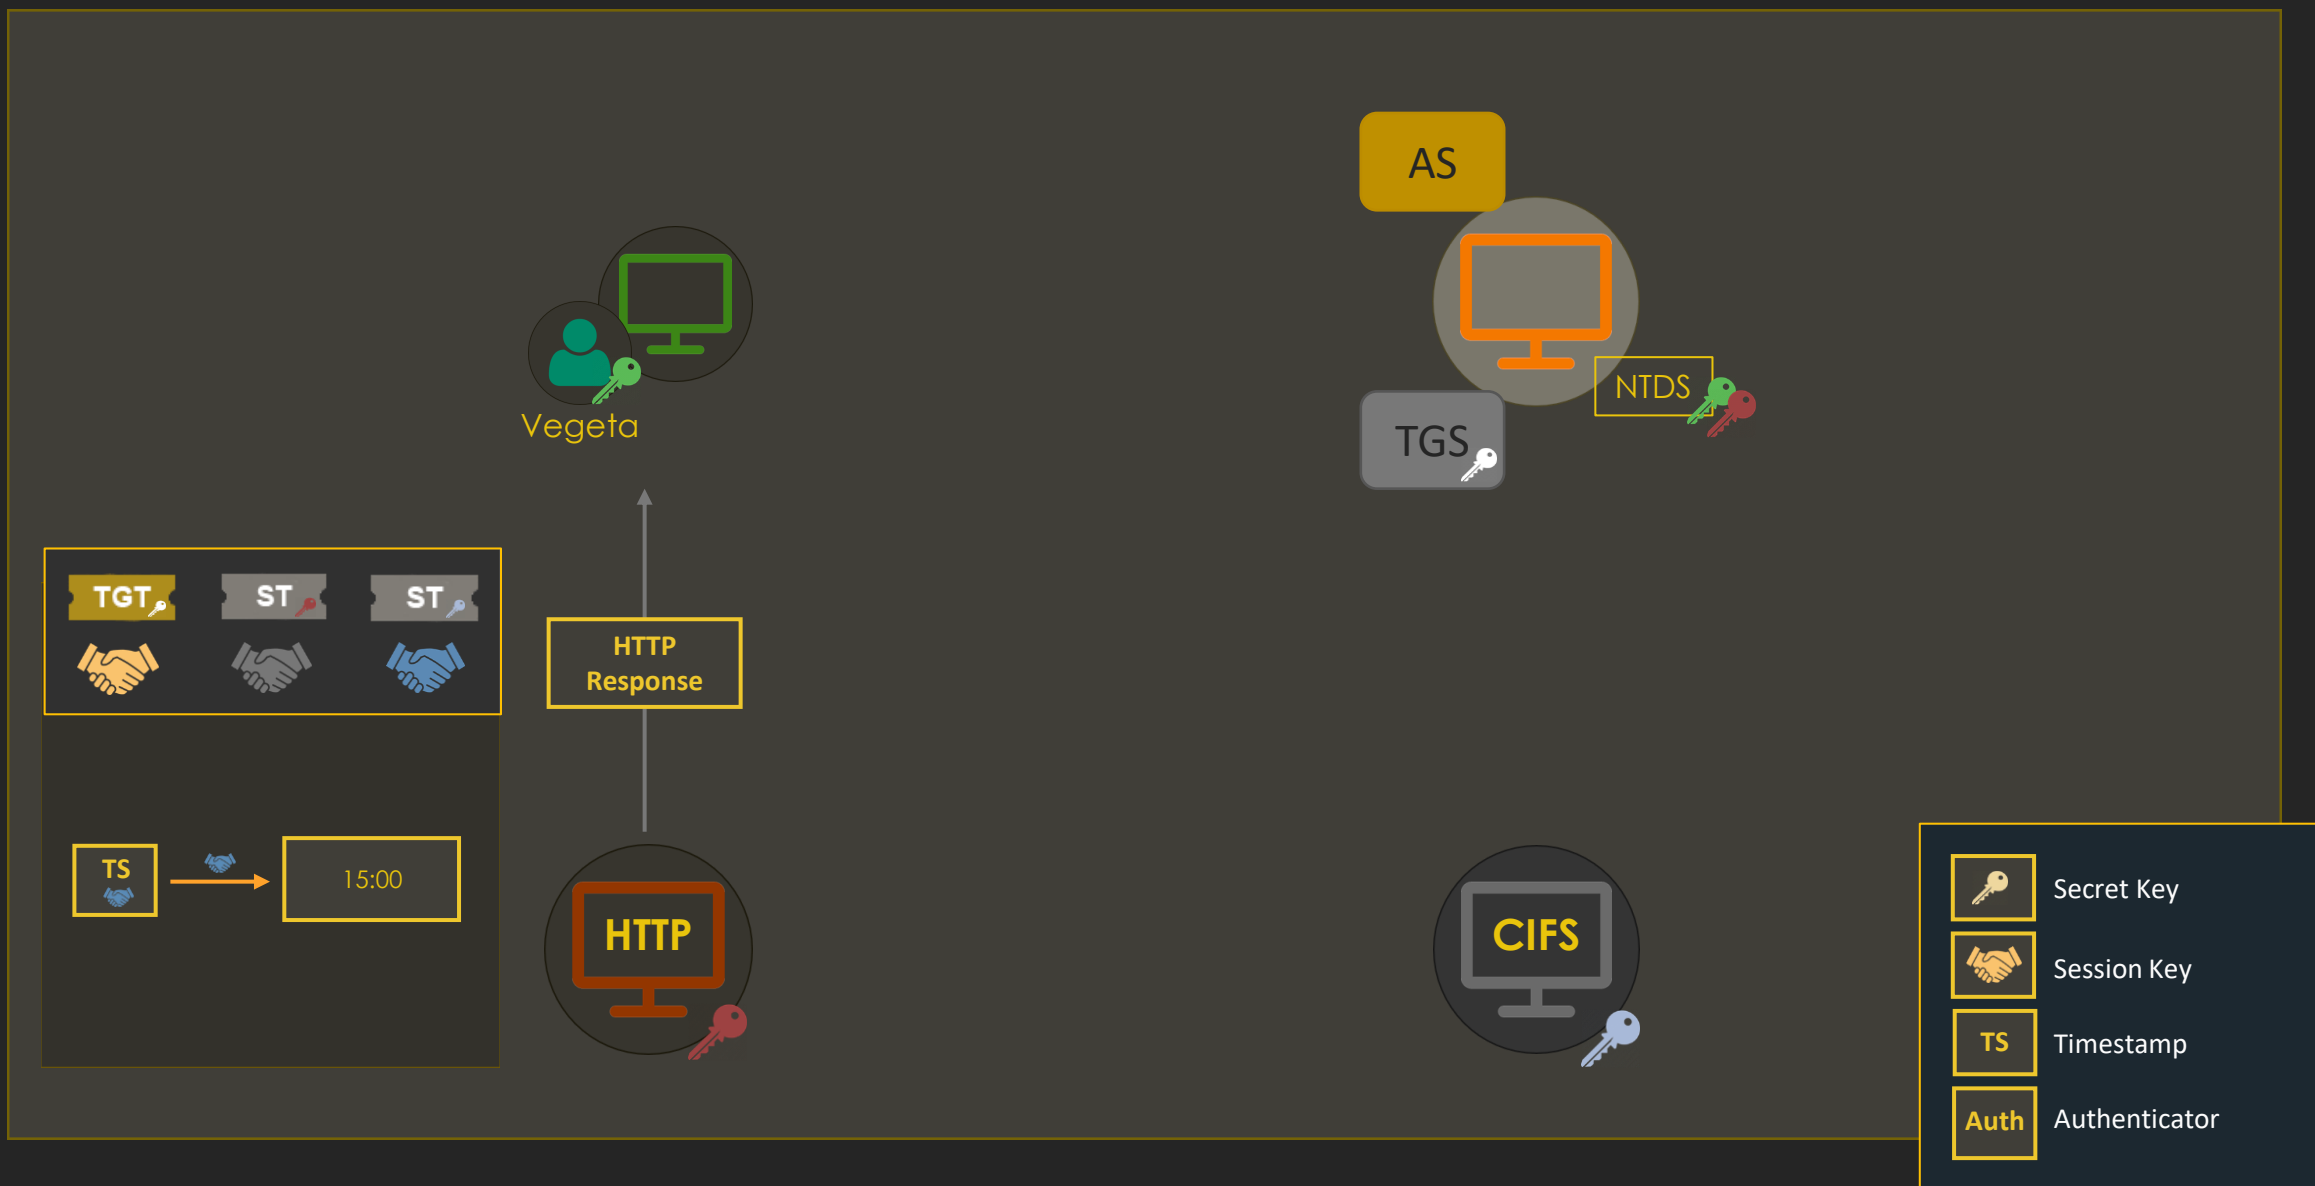 AS
NTDS
TGS
Vegeta
TGT
ST
ST
HTTP
Response
TS
15:00
HTTP
CIFS
Secret Key
Session Key
TS
Timestamp
Auth
Authenticator